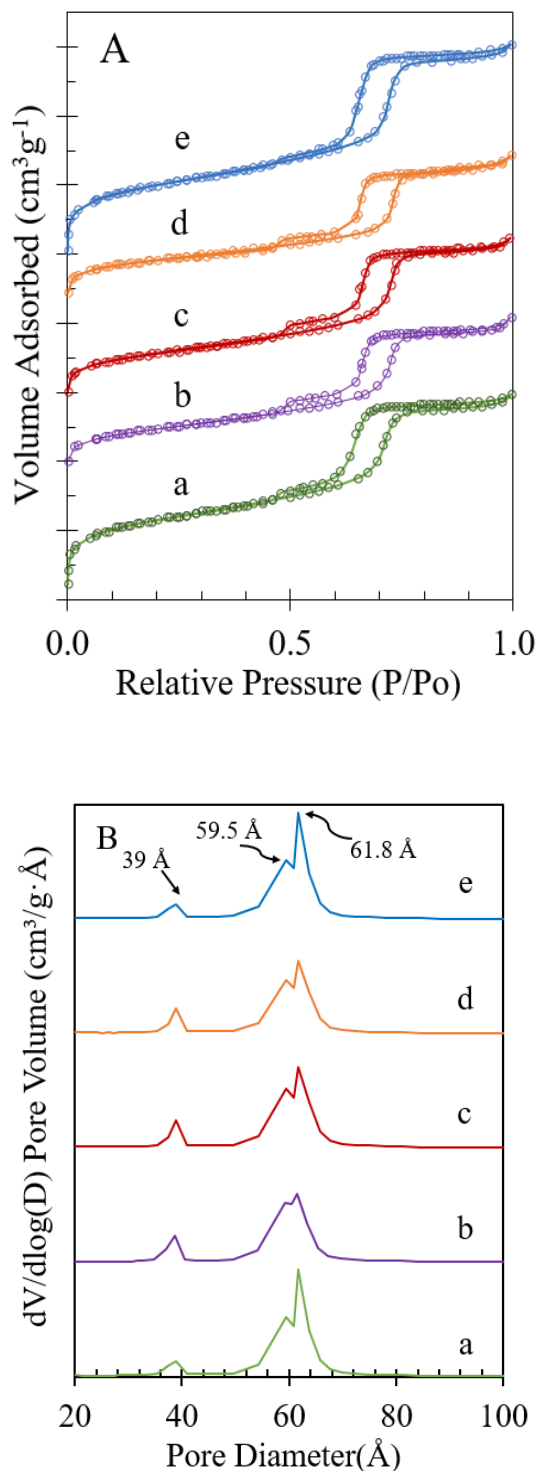 A
e
d
c
b
a
Volume Adsorbed (cm³g⁻¹)
0.0 0.5 1.0
Relative Pressure (P/Po)
B
59.5 Å
39 Å
61.8 Å
e
d
c
b
a
dV/dlog(D) Pore Volume (cm³/g·Å)
20 40 60 80 100
Pore Diameter(Å)